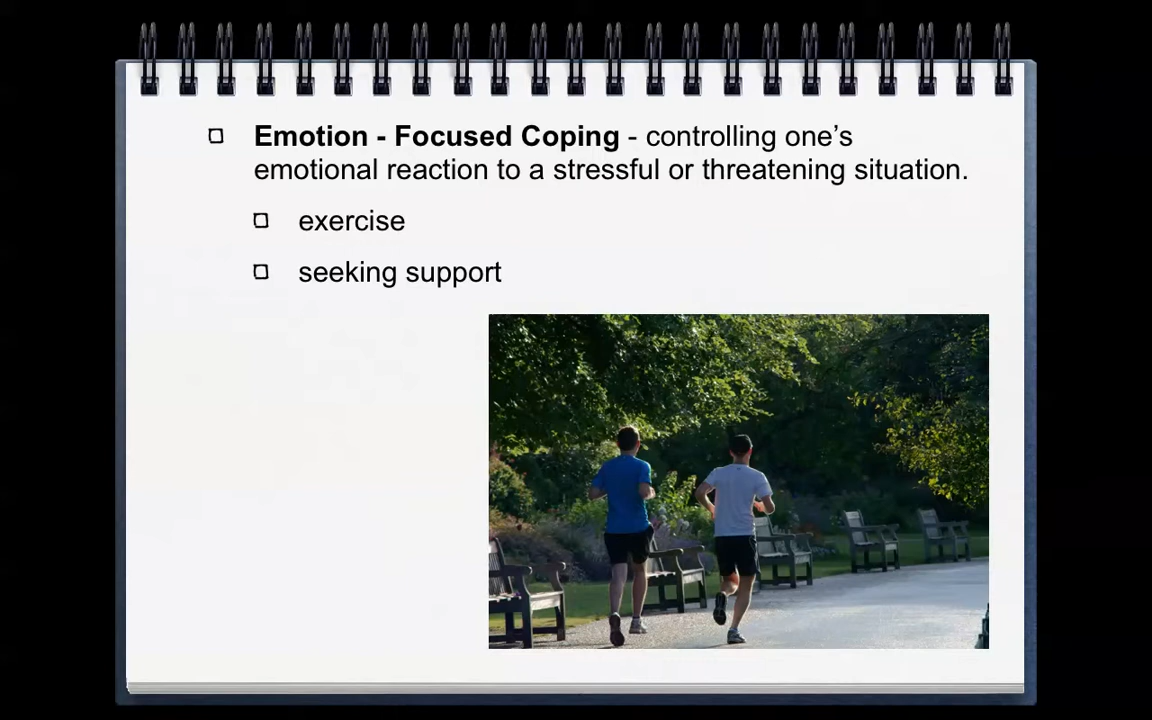 Emotion - Focused Coping - controlling one’s
emotional reaction to a stressful or threatening situation.
exercise
seeking support